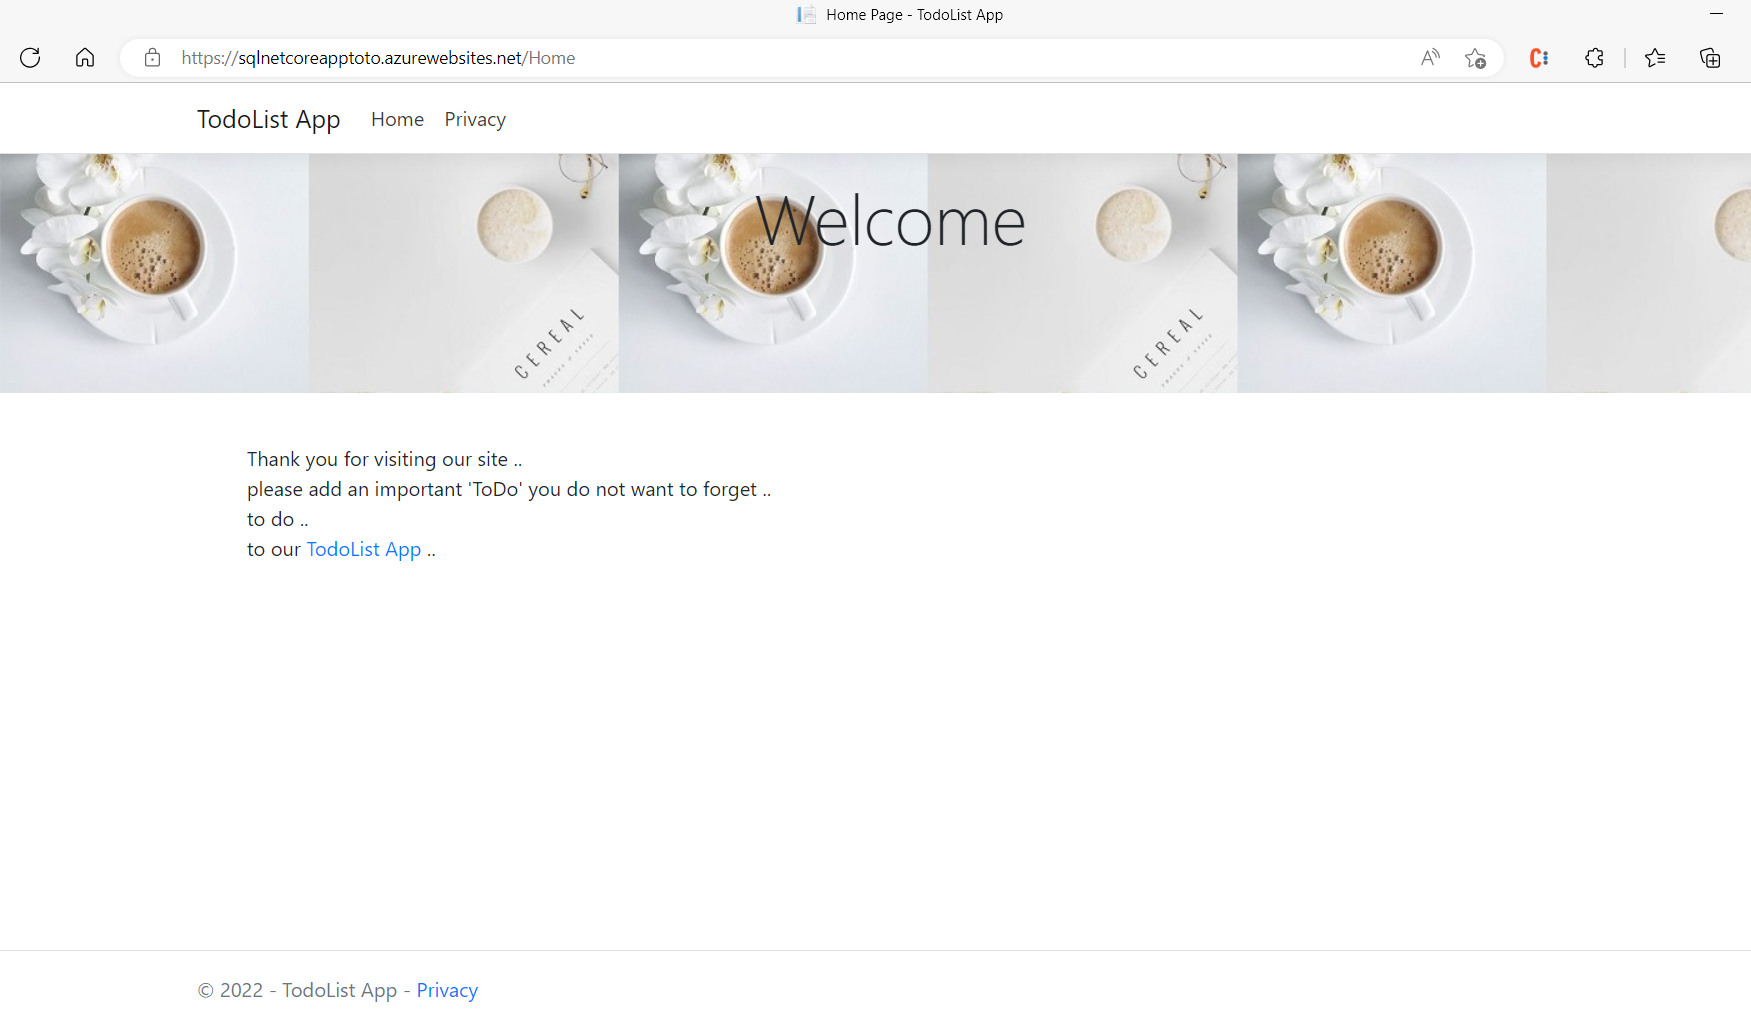 Home Page - TodoList App
https://sqlnetcoreapptoto.azurewebsites.net/Home
TodoList App Home Privacy
Welcome
CEREAL
CEREAL
Thank you for visiting our site ..
please add an important 'ToDo' you do not want to forget ..
to do ..
to our TodoList App ..
© 2022 - TodoList App - Privacy